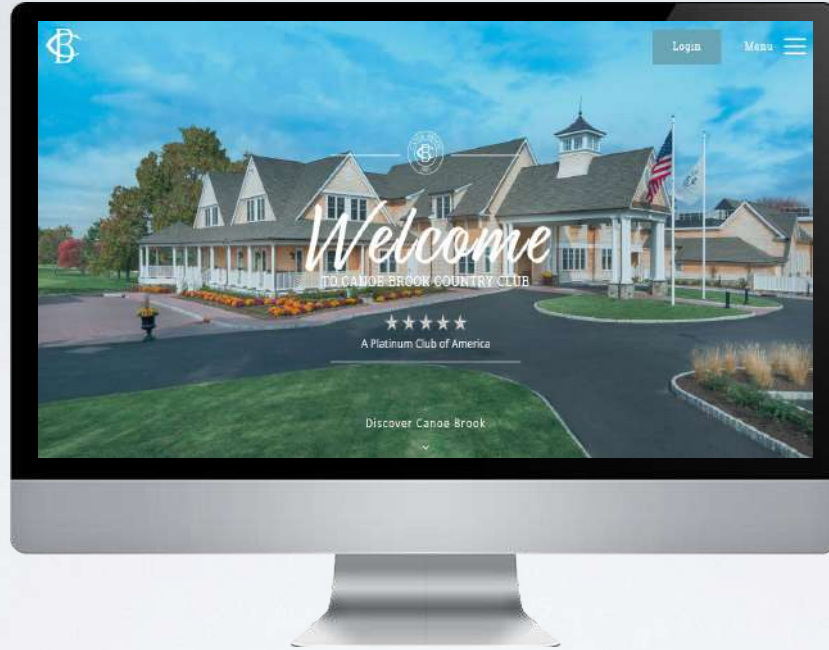 Login
Menu
Welcome
TO CANOE BROOK COUNTRY CLUB
A Platinum Club of America
Discover Canoe Brook